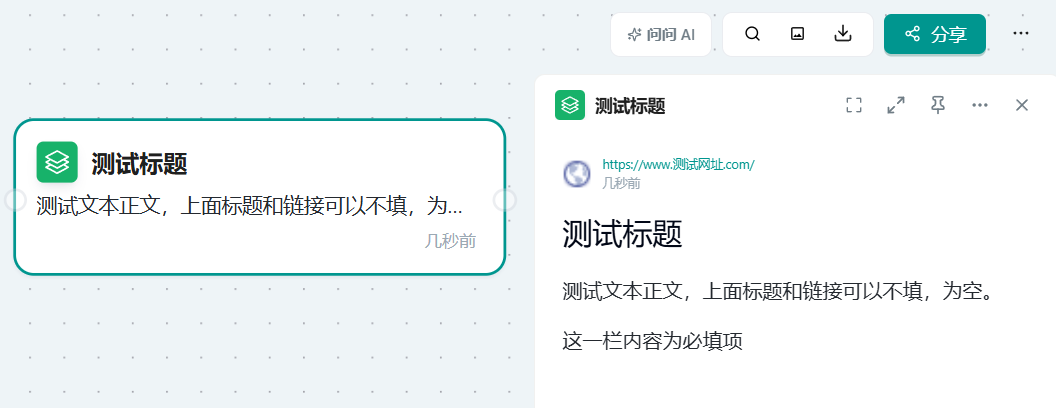 问问 AI
分享
测试标题
测试文本正文，上面标题和链接可以不填，为...
几秒前
测试标题
https://www.测试网址.com/
几秒前
测试标题
测试文本正文，上面标题和链接可以不填，为空。
这一栏内容为必填项